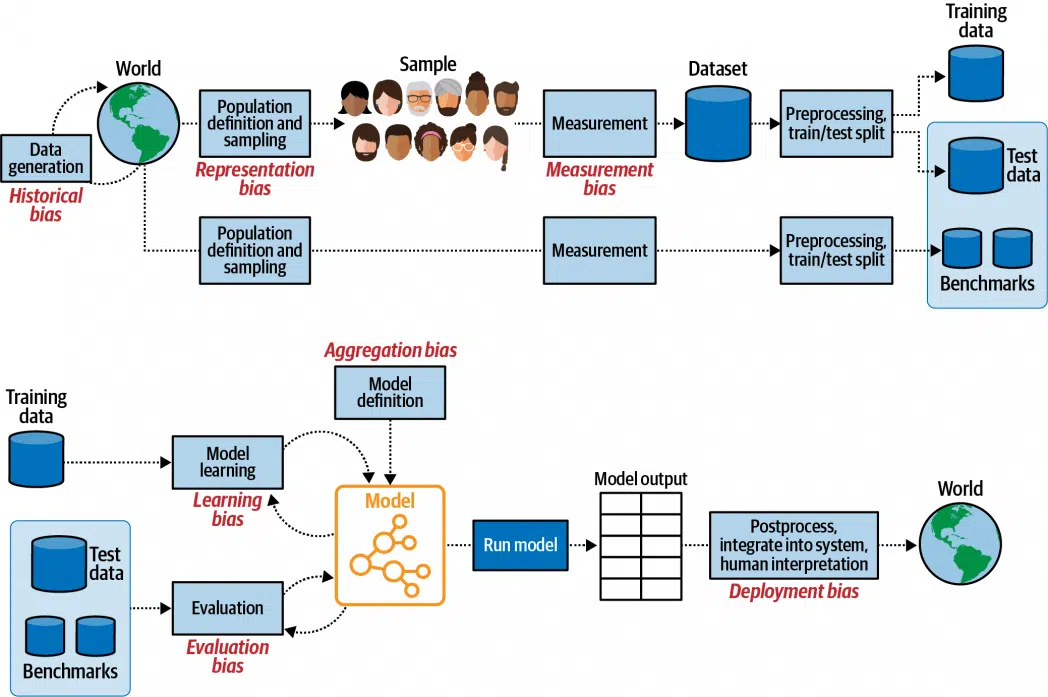 Training
data
World
Sample
Dataset
Data
generation
Historical
bias
Population
definition and
sampling
Representation
bias
Measurement
Measurement
bias
Preprocessing,
train/test split
Test
data
Population
definition and
sampling
Measurement
Preprocessing,
train/test split
Benchmarks
Aggregation bias
Model
definition
Training
data
Model
learning
Learning
bias
Model
Run model
Model output
Postprocess,
integrate into system,
human interpretation
Deployment bias
World
Test
data
Benchmarks
Evaluation
Evaluation
bias